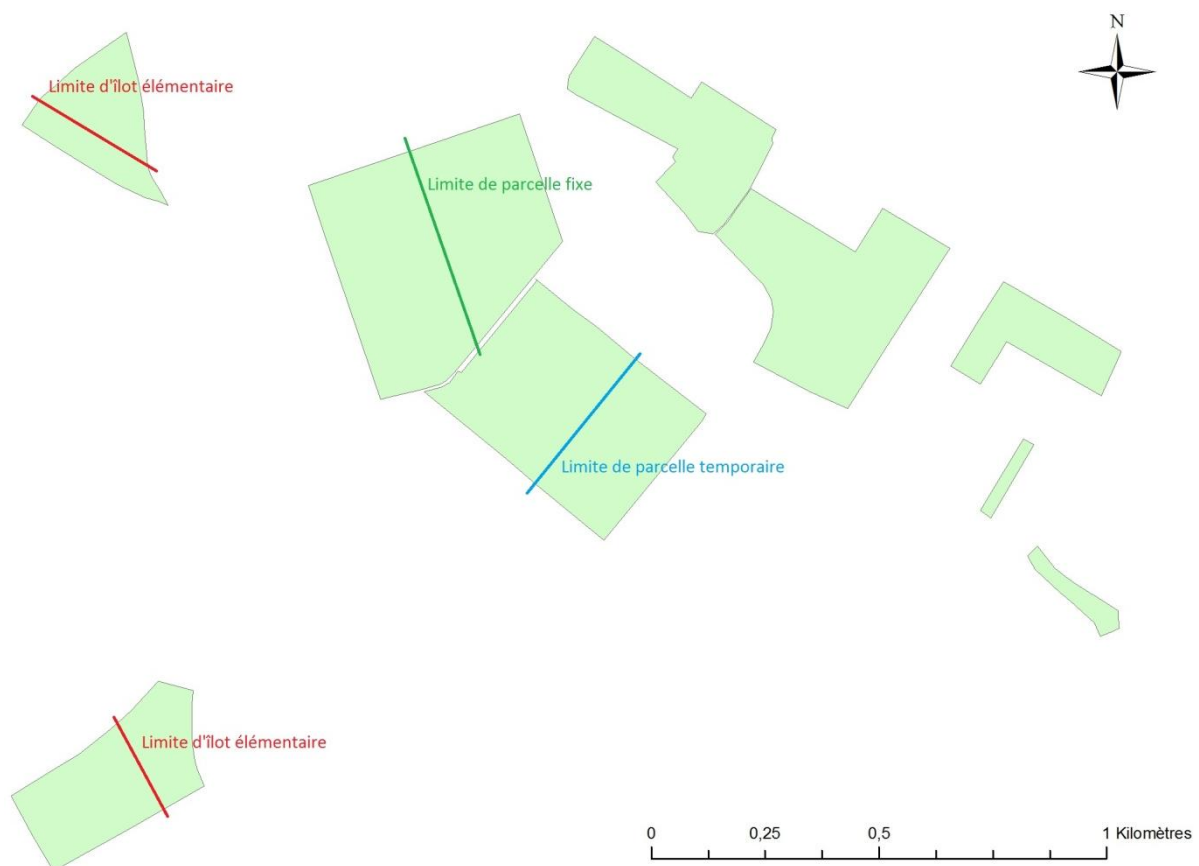 N
Limite d'îlot élémentaire
Limite de parcelle fixe
Limite de parcelle temporaire
Limite d'îlot élémentaire
0 0,25 0,5 1 Kilomètres